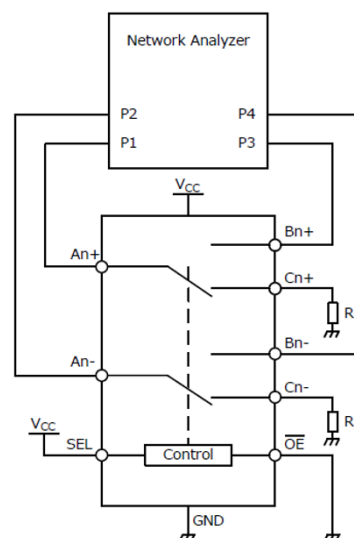 Network Analyzer
P2
P4
P1
P3
VCC
Bn+
An+
Cn+
R
Bn-
An-
Cn-
VCC
R
SEL
Control
OE
GND